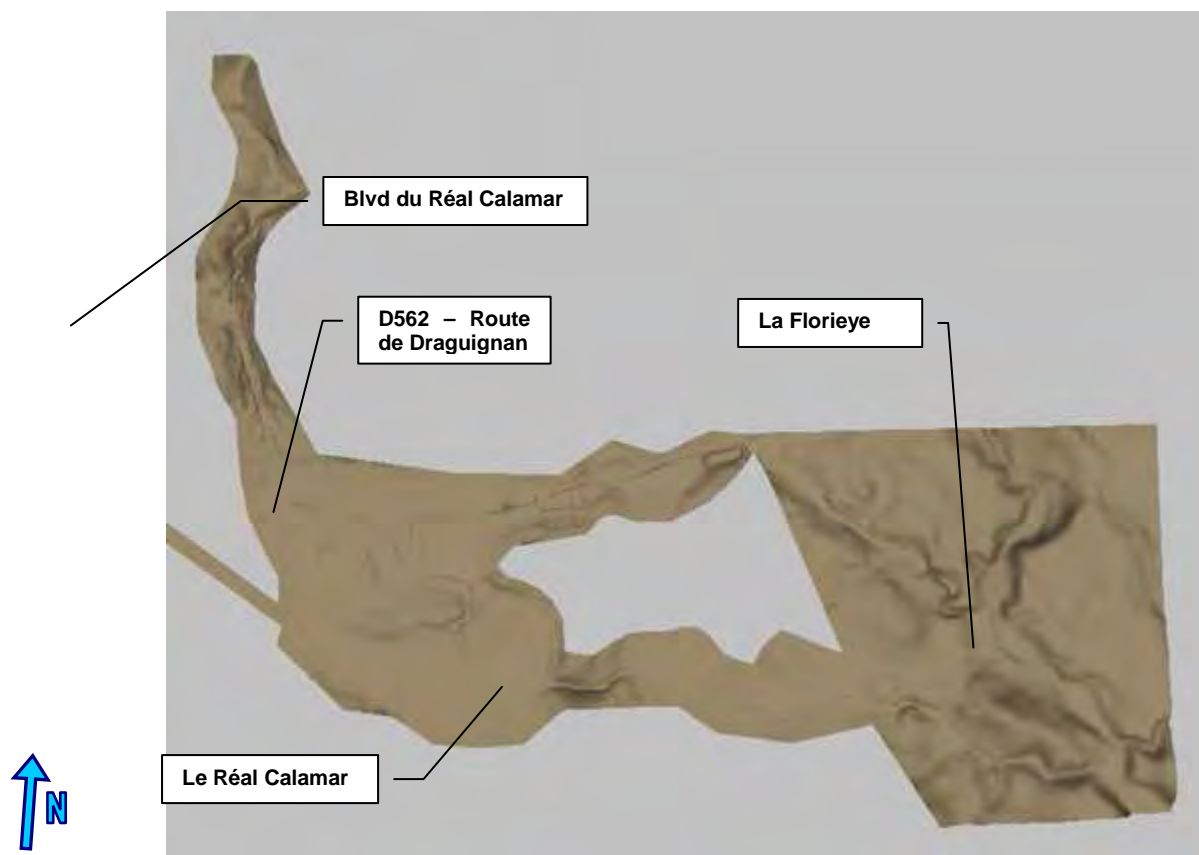 Blvd du Réal Calamar
D562 – Route
de Draguignan
La Florieye
Le Réal Calamar
N